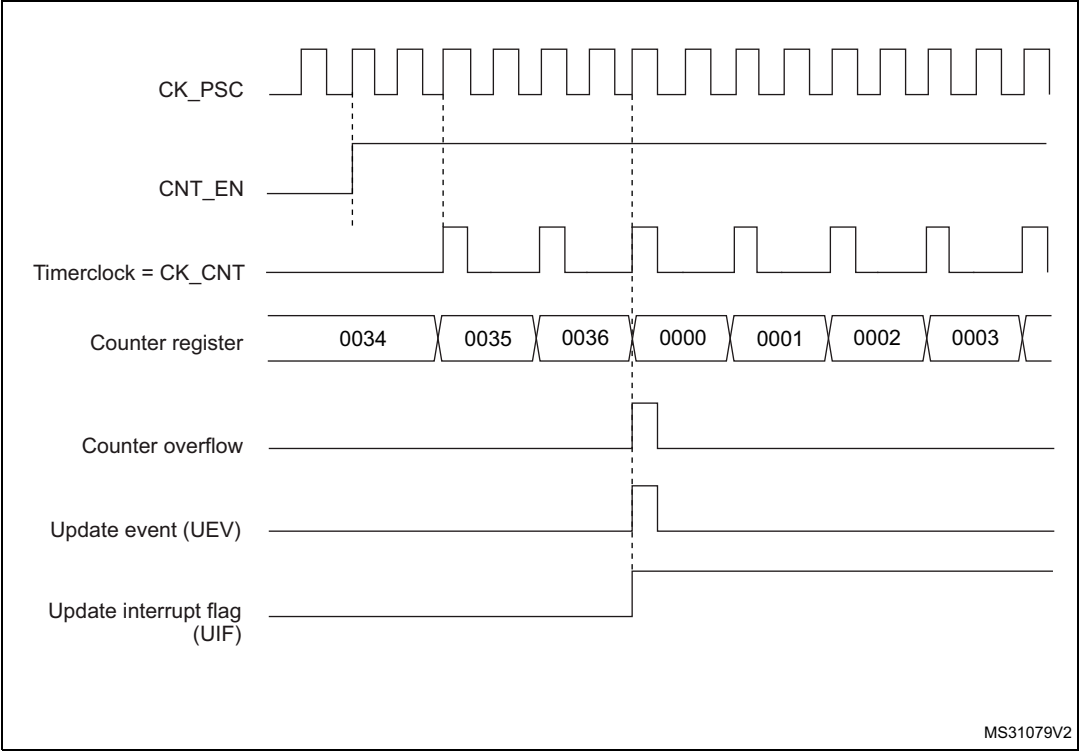 CK_PSC
CNT_EN
Timerclock = CK_CNT
Counter register
0034
0035
0036
0000
0001
0002
0003
Counter overflow
Update event (UEV)
Update interrupt flag
(UIF)
MS31079V2